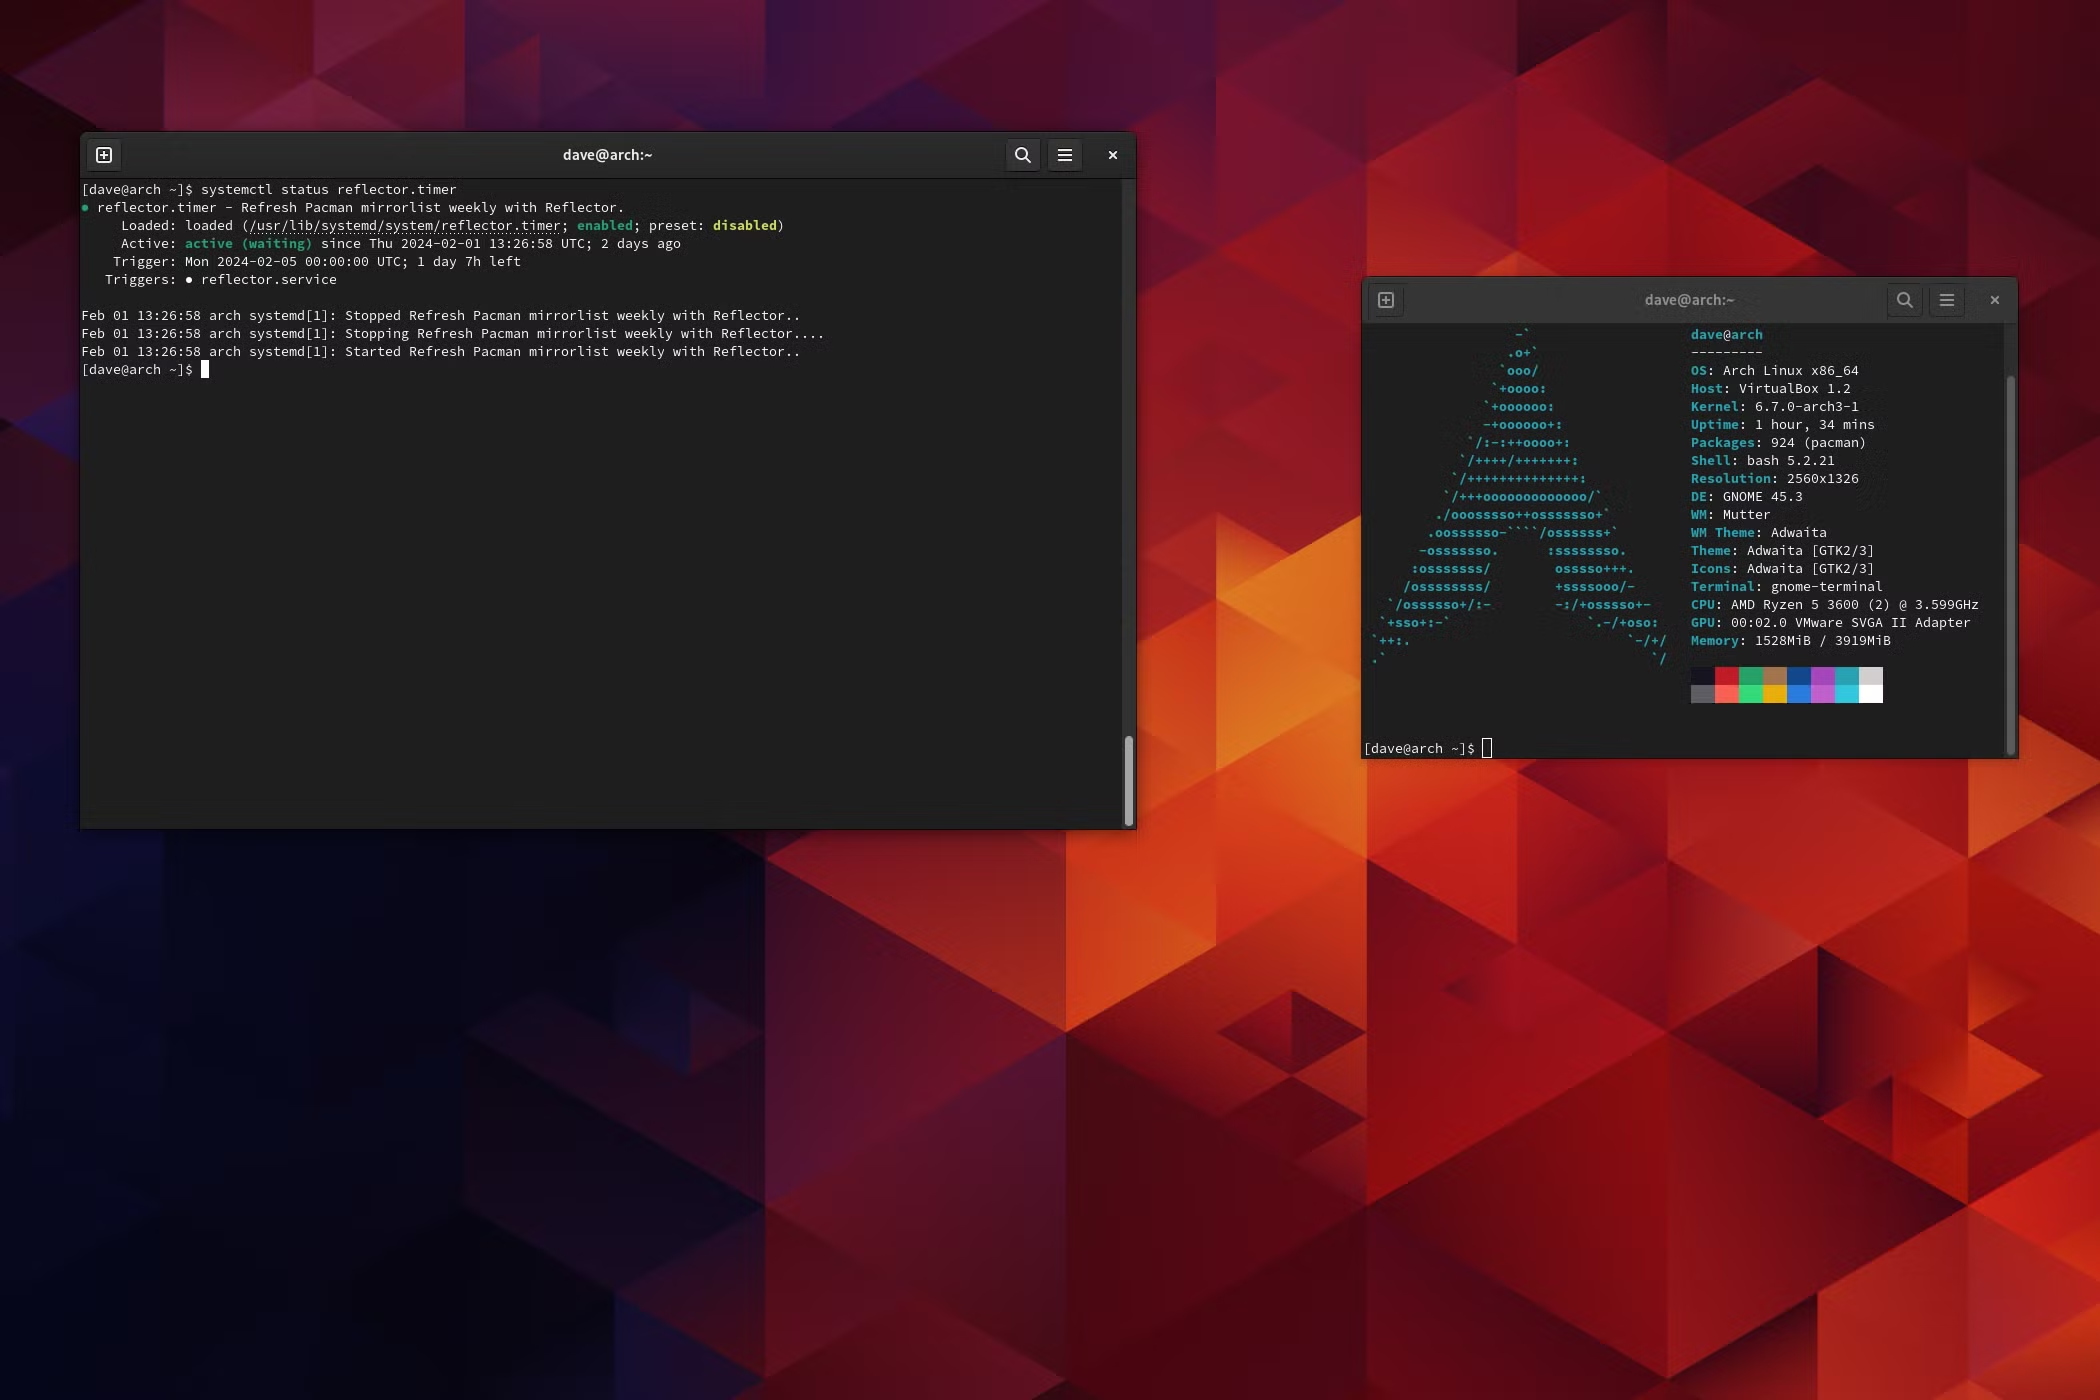 dave@arch:~
[dave@arch ~]$ systemctl status reflector.timer
● reflector.timer - Refresh Pacman mirrorlist weekly with Reflector.
     Loaded: loaded (/usr/lib/systemd/system/reflector.timer; enabled; preset: disabled)
     Active: active (waiting) since Thu 2024-02-01 13:26:58 UTC; 2 days ago
    Trigger: Mon 2024-02-05 00:00:00 UTC; 1 day 7h left
   Triggers: ● reflector.service
Feb 01 13:26:58 arch systemd[1]: Stopped Refresh Pacman mirrorlist weekly with Reflector..
Feb 01 13:26:58 arch systemd[1]: Stopping Refresh Pacman mirrorlist weekly with Reflector....
Feb 01 13:26:58 arch systemd[1]: Started Refresh Pacman mirrorlist weekly with Reflector..
[dave@arch ~]$
dave@arch:~
dave@arch
---------
OS: Arch Linux x86_64
Host: VirtualBox 1.2
Kernel: 6.7.0-arch3-1
Uptime: 1 hour, 34 mins
Packages: 924 (pacman)
Shell: bash 5.2.21
Resolution: 2560x1326
DE: GNOME 45.3
WM: Mutter
WM Theme: Adwaita
Theme: Adwaita [GTK2/3]
Icons: Adwaita [GTK2/3]
Terminal: gnome-terminal
CPU: AMD Ryzen 5 3600 (2) @ 3.599GHz
GPU: 00:02.0 VMware SVGA II Adapter
Memory: 1528MiB / 3919MiB
[dave@arch ~]$